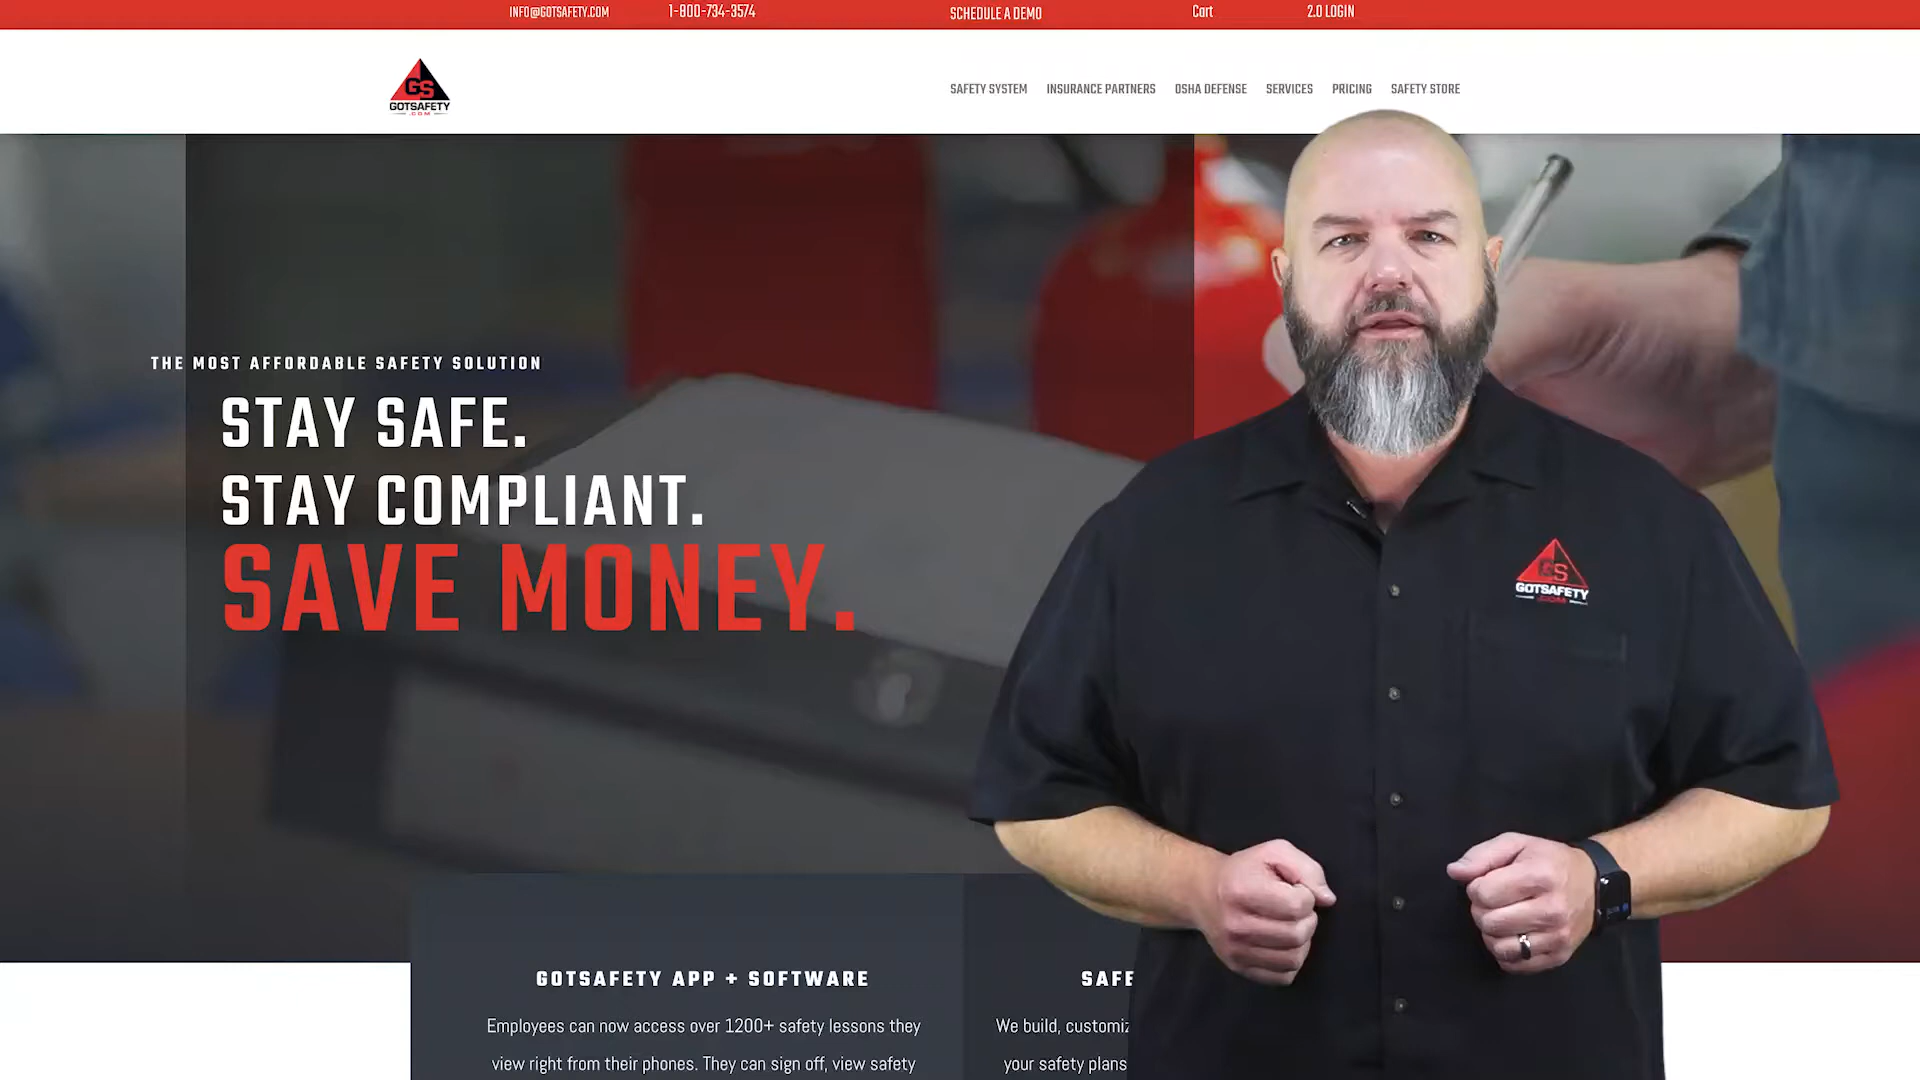 INFO@GOTSAFETY.COM
1-800-734-3574
SCHEDULE A DEMO
Cart
2.0 LOGIN
GS
GOTSAFETY
.COM
SAFETY SYSTEM
INSURANCE PARTNERS
OSHA DEFENSE
SERVICES
PRICING
SAFETY STORE
THE MOST AFFORDABLE SAFETY SOLUTION
STAY SAFE.
STAY COMPLIANT.
SAVE MONEY.
GS
GOTSAFETY
.COM
GOTSAFETY APP + SOFTWARE
Employees can now access over 1200+ safety lessons they
view right from their phones. They can sign off, view safety
SAFE
We build, customiz
your safety plans